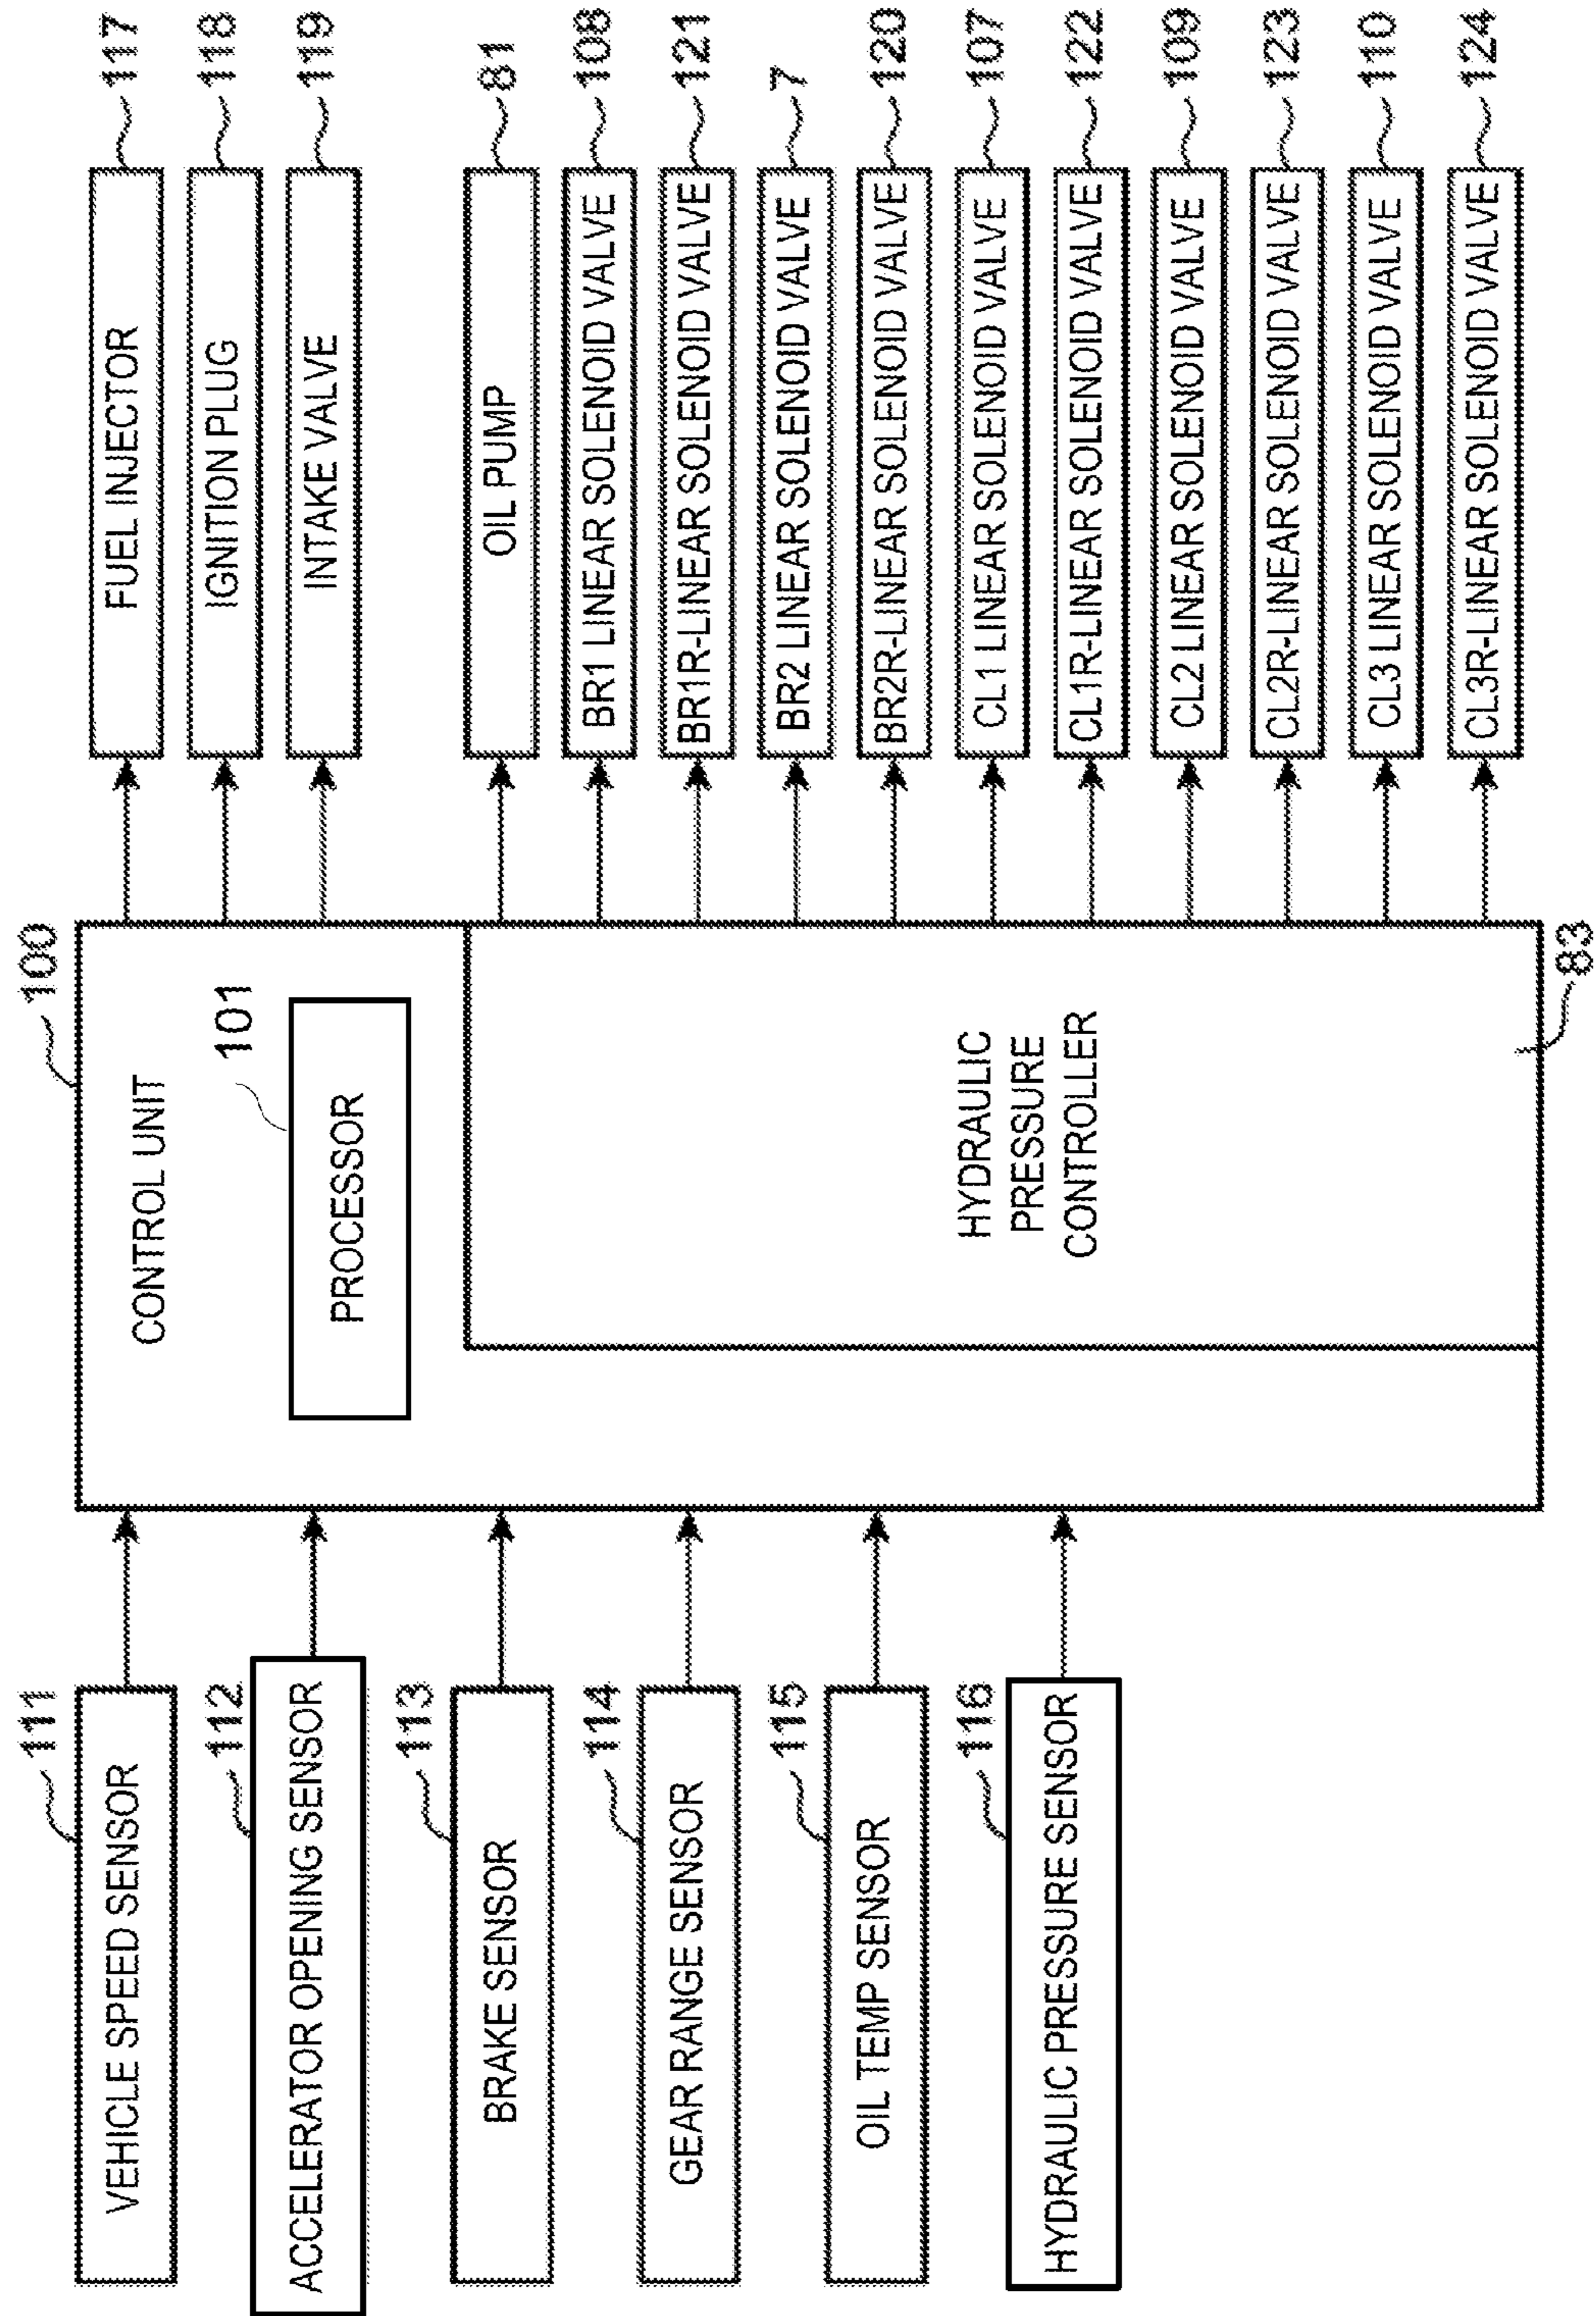 111
VEHICLE SPEED SENSOR
112
ACCELERATOR OPENING SENSOR
113
BRAKE SENSOR
114
GEAR RANGE SENSOR
115
OIL TEMP SENSOR
116
HYDRAULIC PRESSURE SENSOR
100
CONTROL UNIT
101
PROCESSOR
HYDRAULIC
PRESSURE
CONTROLLER
83
FUEL INJECTOR 117
IGNITION PLUG 118
INTAKE VALVE 119
OIL PUMP 81
BR1 LINEAR SOLENOID VALVE 108
BR1R-LINEAR SOLENOID VALVE 121
BR2 LINEAR SOLENOID VALVE 7
BR2R-LINEAR SOLENOID VALVE 120
CL1 LINEAR SOLENOID VALVE 107
CL1R-LINEAR SOLENOID VALVE 122
CL2 LINEAR SOLENOID VALVE 109
CL2R-LINEAR SOLENOID VALVE 123
CL3 LINEAR SOLENOID VALVE 110
CL3R-LINEAR SOLENOID VALVE 124